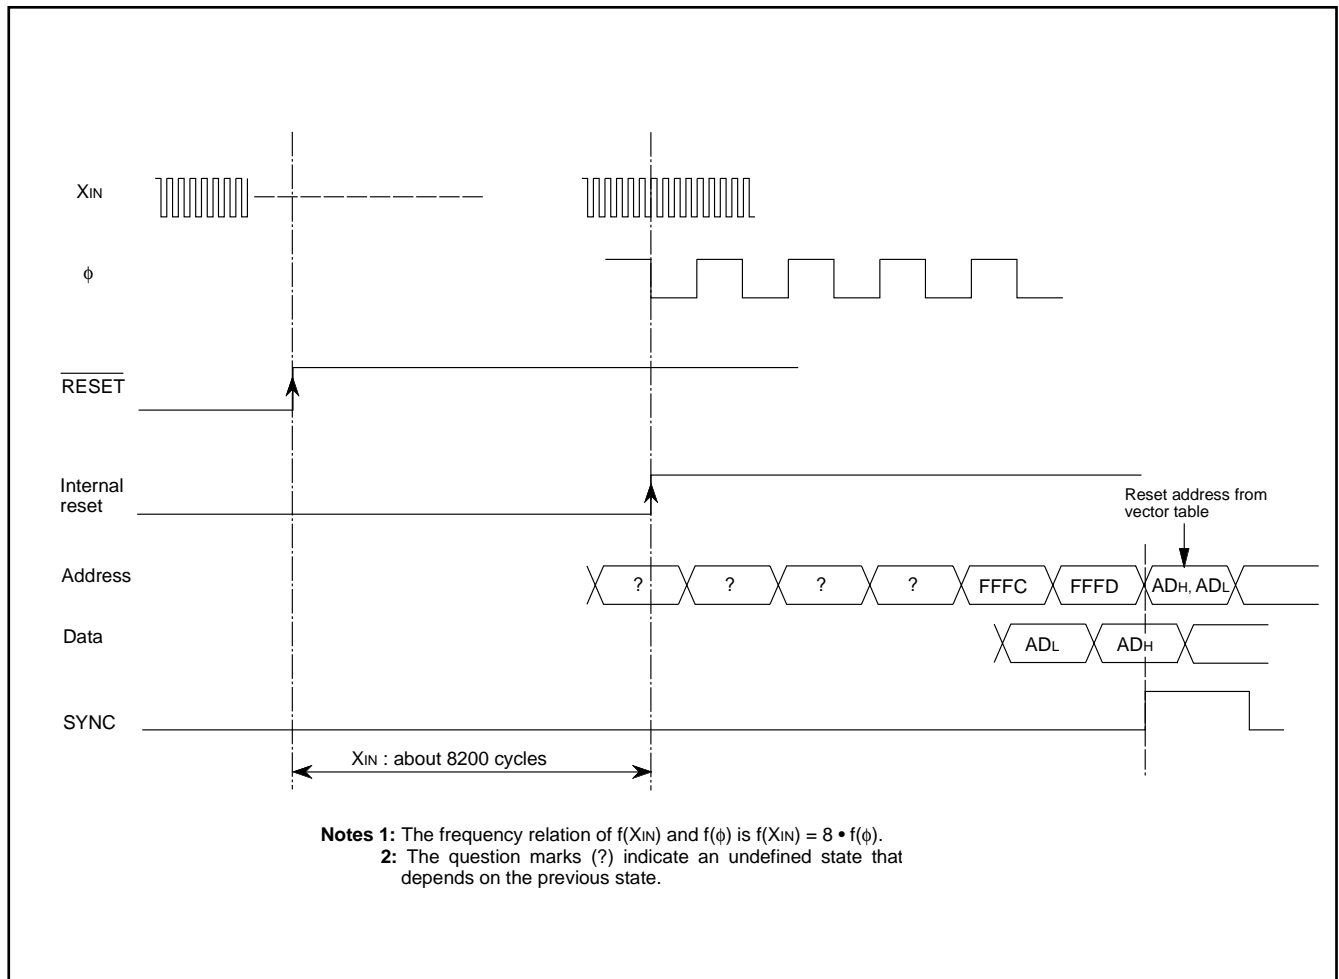 XIN
ϕ
RESET
Internal
reset
Reset address from
vector table
Address
? ? ? ? FFFC FFFD ADH, ADL
Data
ADL ADH
SYNC
XIN : about 8200 cycles
Notes 1: The frequency relation of f(XIN) and f(ϕ) is f(XIN) = 8 • f(ϕ).
2: The question marks (?) indicate an undefined state that
depends on the previous state.